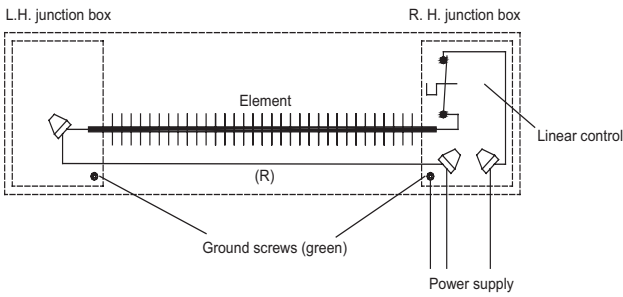 L.H. junction box
R. H. junction box
Element
Linear control
(R)
Ground screws (green)
Power supply